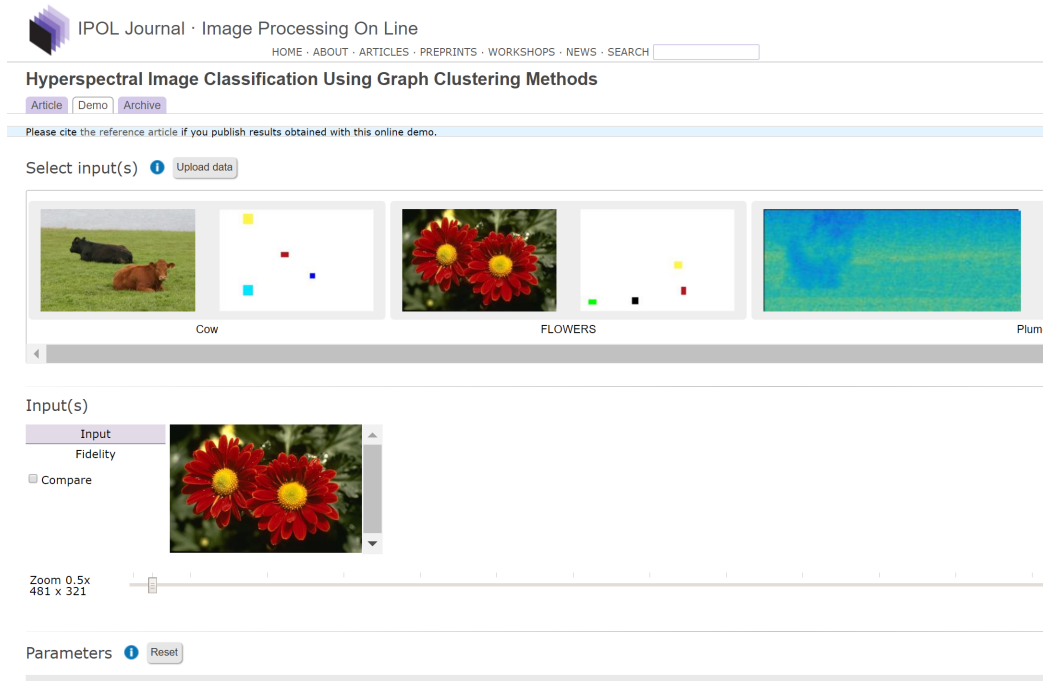 IPOL Journal · Image Processing On Line
HOME · ABOUT · ARTICLES · PREPRINTS · WORKSHOPS · NEWS · SEARCH
Hyperspectral Image Classification Using Graph Clustering Methods
Article Demo Archive
Please cite the reference article if you publish results obtained with this online demo.
Select input(s) i Upload data
Cow FLOWERS Plum
Input(s)
Input
Fidelity
Compare
Zoom 0.5x
481 x 321
Parameters i Reset